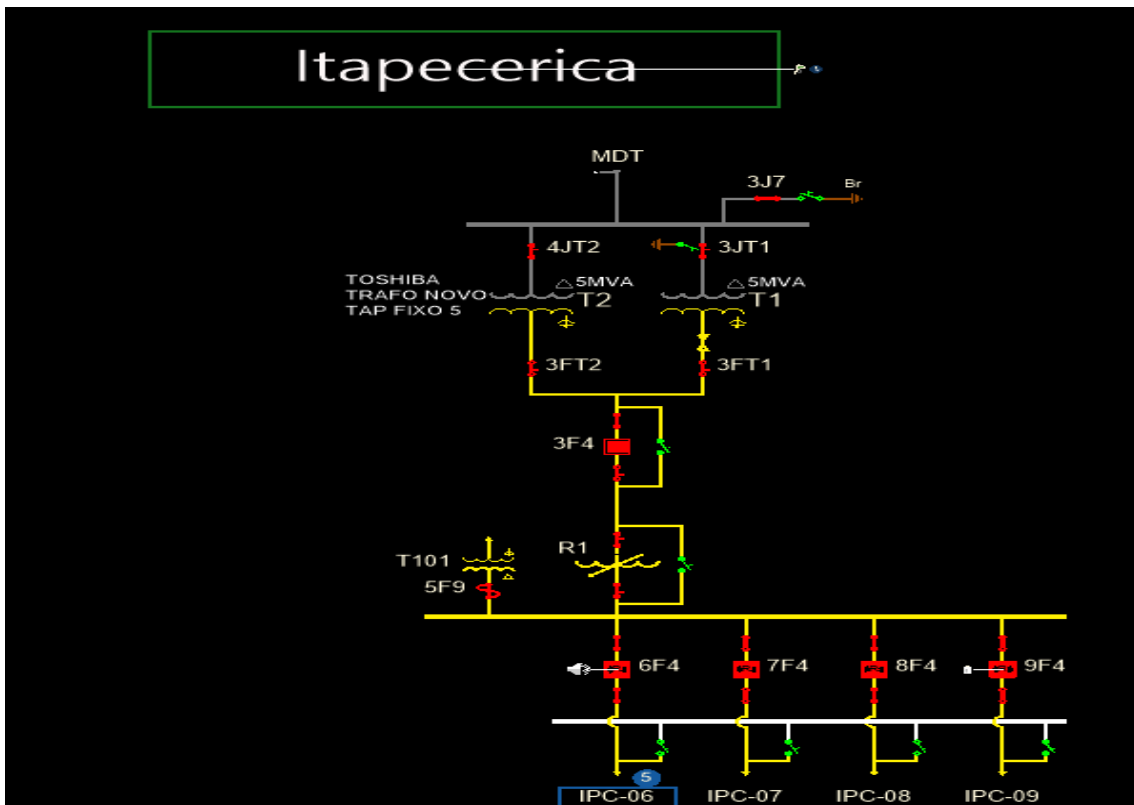 Itapecerica
MDT
3J7
Br
4JT2
3JT1
TOSHIBA
TRAFO NOVO
TAP FIXO 5
△5MVA
T2
△5MVA
T1
3FT2
3FT1
3F4
R1
T101
5F9
6F4
7F4
8F4
9F4
5
IPC-06
IPC-07
IPC-08
IPC-09